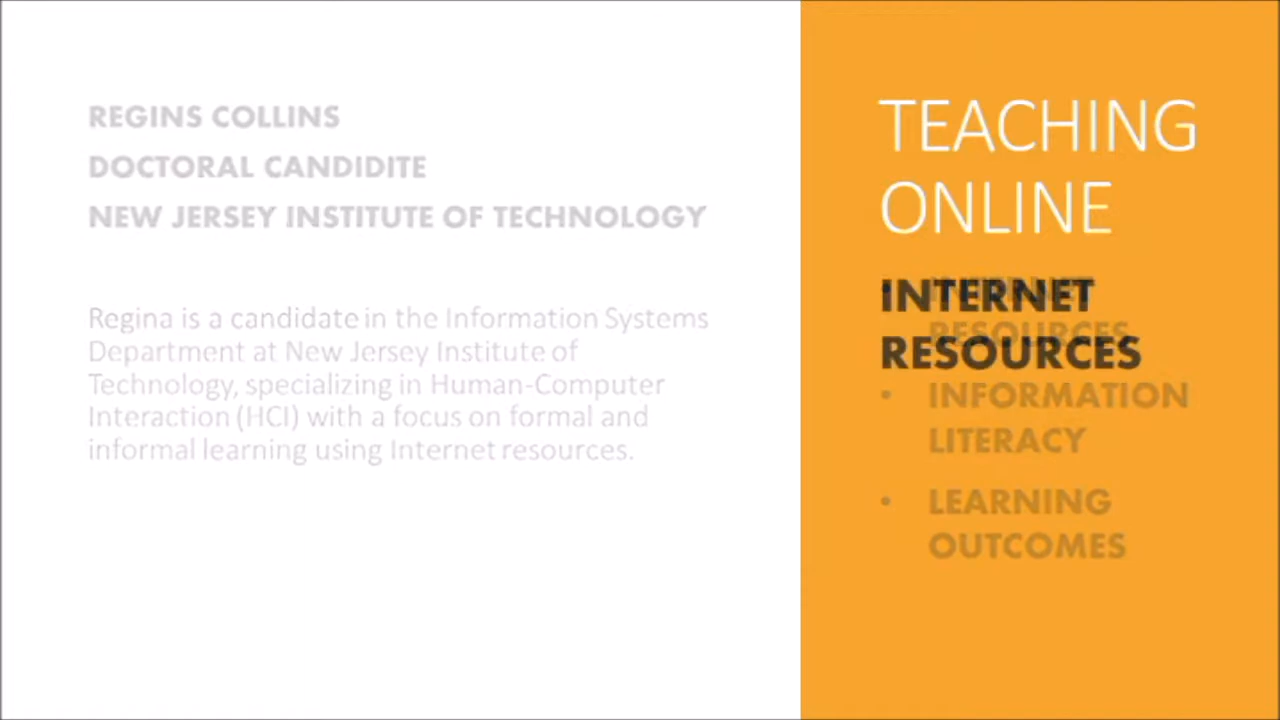 REGINS COLLINS
DOCTORAL CANDIDITE
NEW JERSEY INSTITUTE OF TECHNOLOGY
Regina is a candidate in the Information Systems
Department at New Jersey Institute of
Technology, specializing in Human-Computer
Interaction (HCI) with a focus on formal and
informal learning using Internet resources.
TEACHING
ONLINE
INTERNET
RESOURCES
• INTERNET
RESOURCES
• INFORMATION
LITERACY
• LEARNING
OUTCOMES